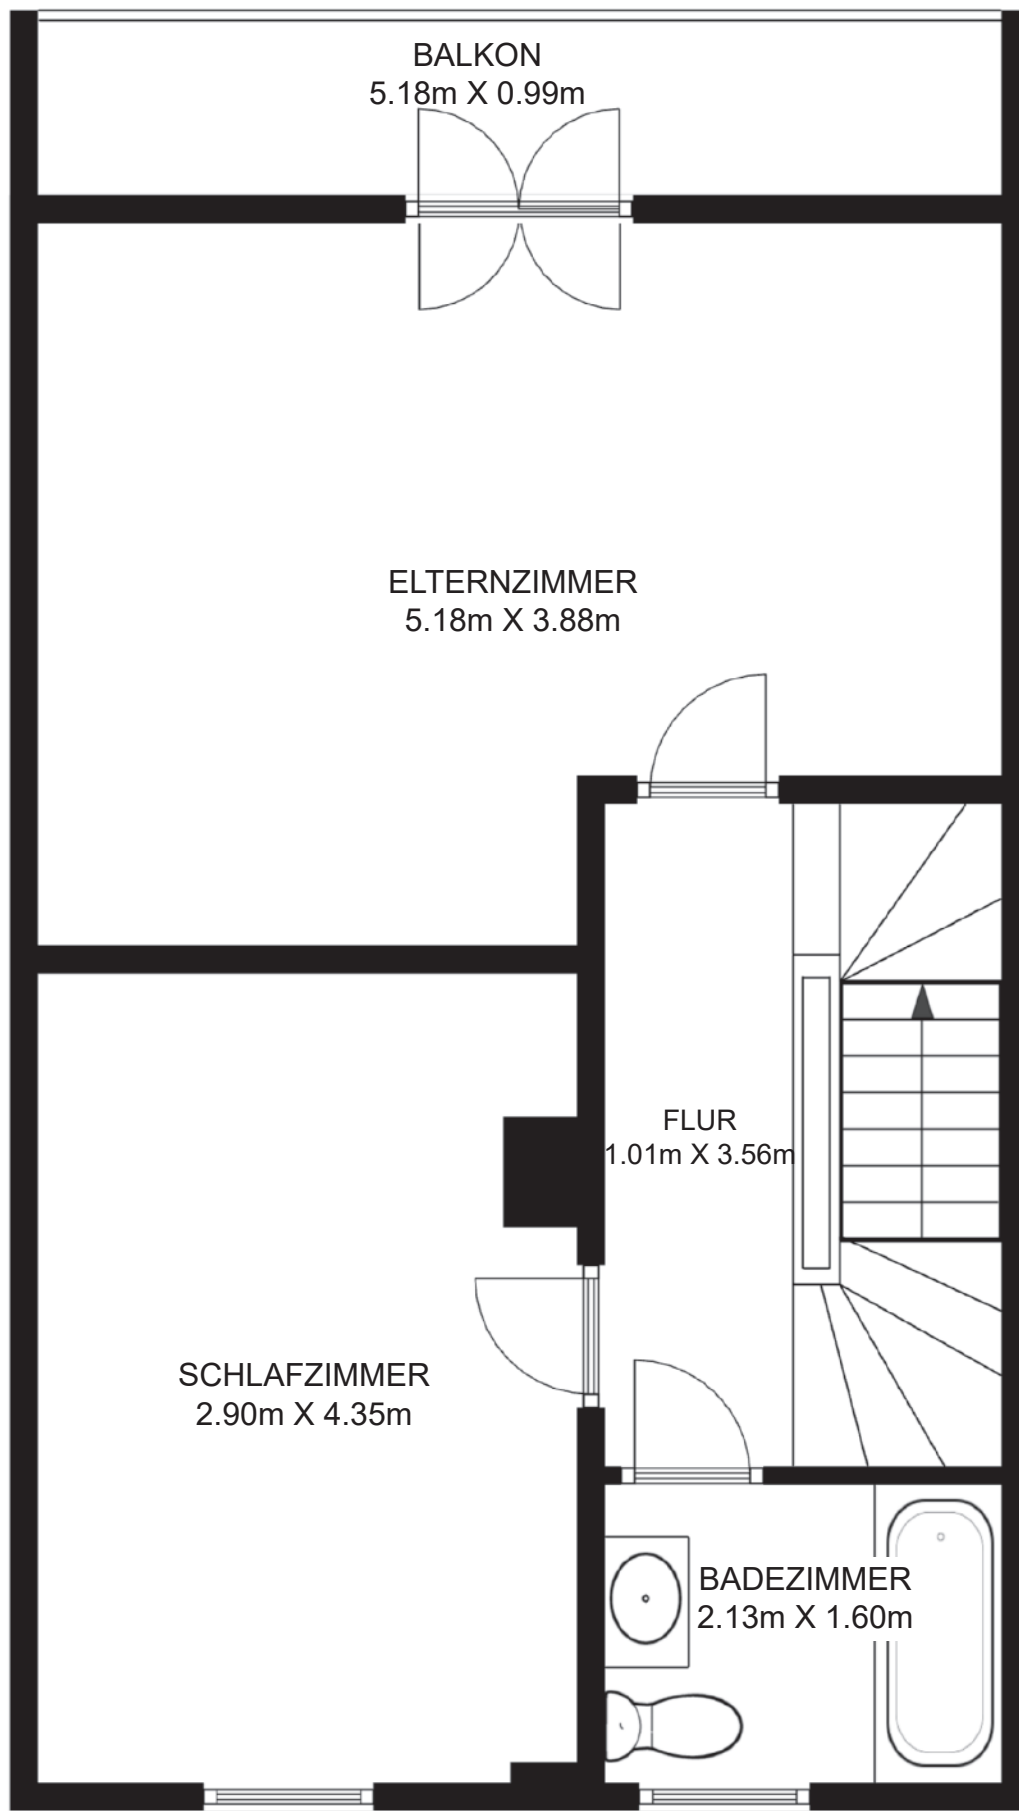 BALKON
5.18m X 0.99m
ELTERNZIMMER
5.18m X 3.88m
FLUR
1.01m X 3.56m
SCHLAFZIMMER
2.90m X 4.35m
BADEZIMMER
2.13m X 1.60m